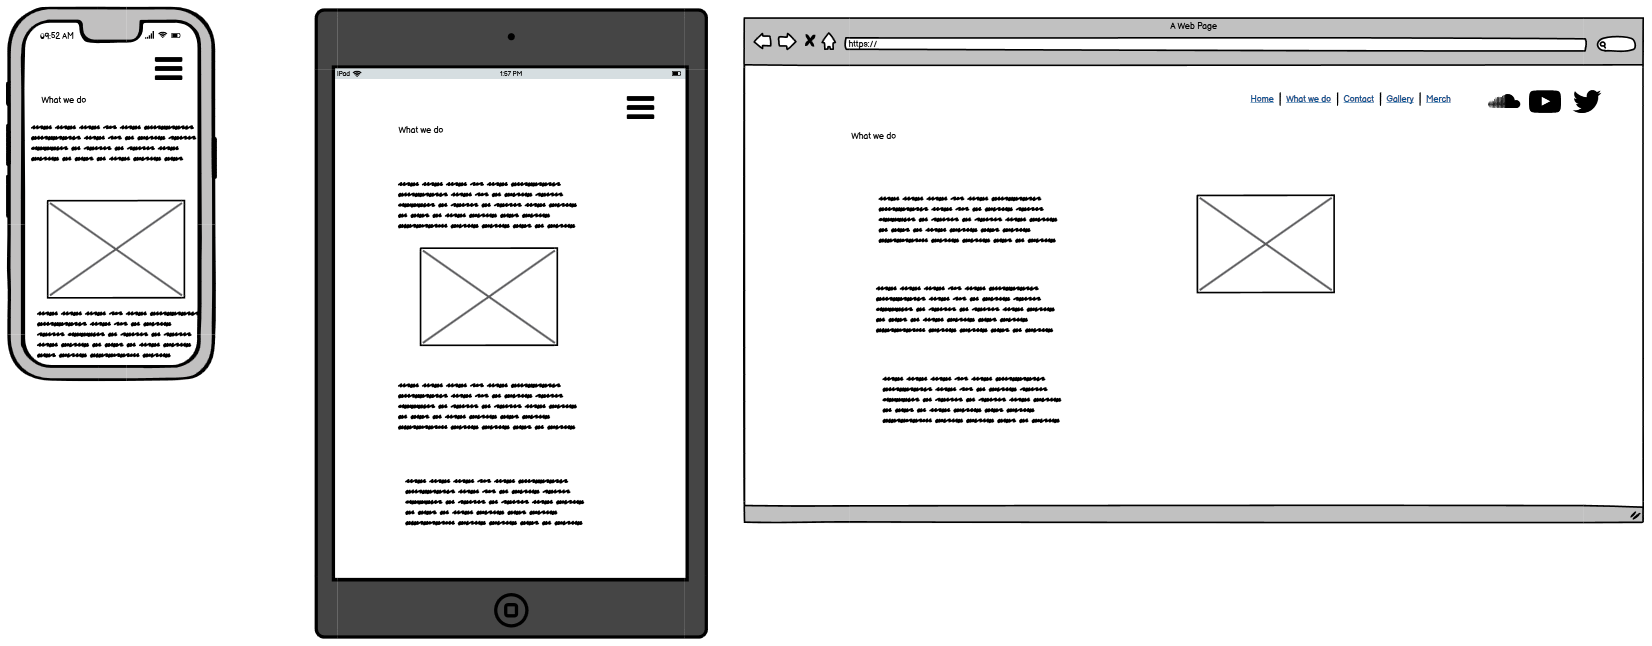 09:52 AM
What we do
iPad
1:57 PM
What we do
A Web Page
https://
Home | What we do | Contact | Gallery | Merch
What we do